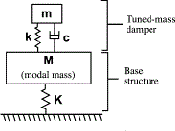 m
Tuned-mass
damper
k
c
M
(modal mass)
Base
structure
K